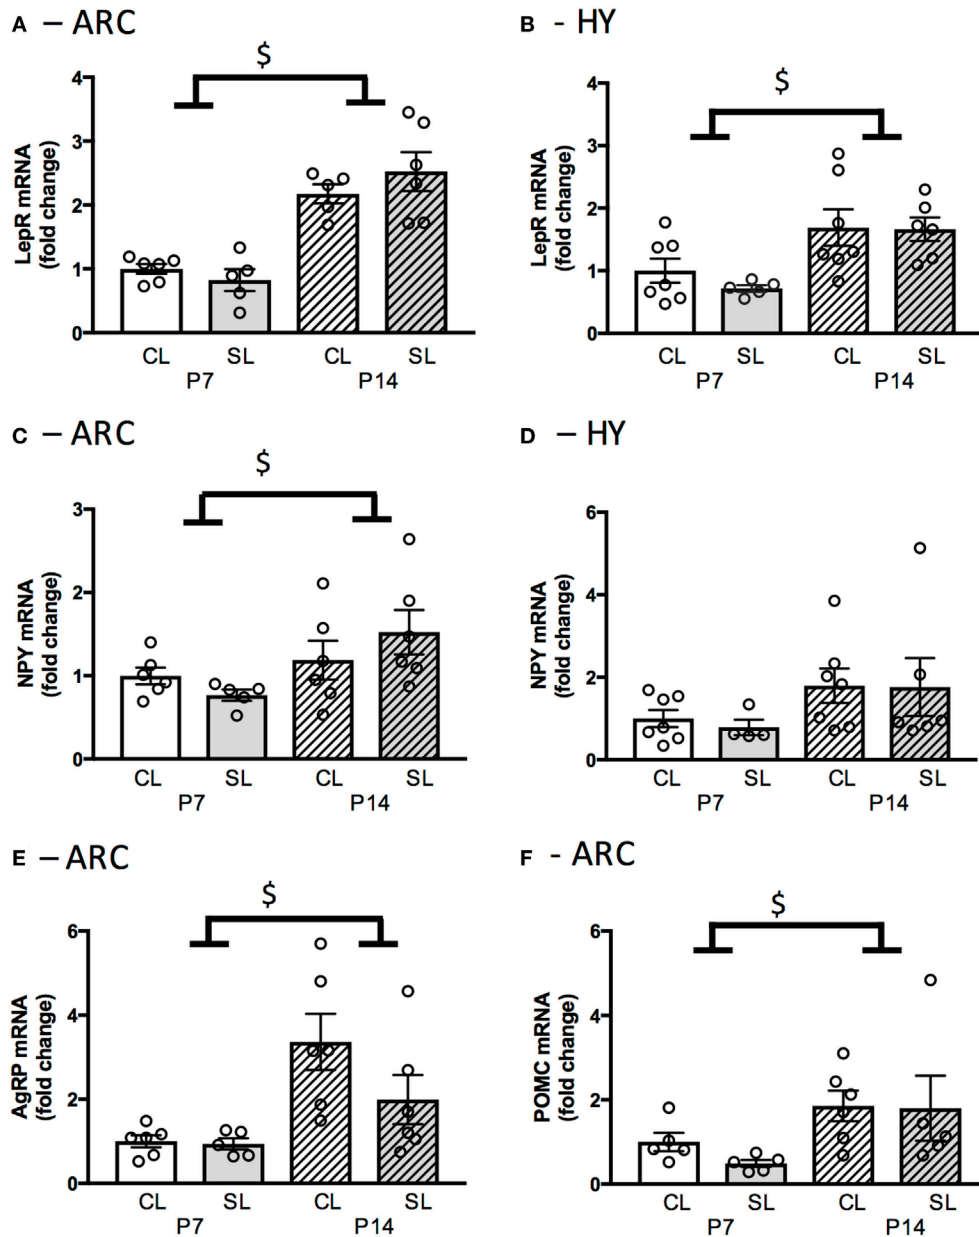 A – ARC
$
4
3
2
1
0
LepR mRNA
(fold change)
CL SL CL SL
P7 P14
B - HY
$
4
3
2
1
0
LepR mRNA
(fold change)
CL SL CL SL
P7 P14
C – ARC
$
3
2
1
0
NPY mRNA
(fold change)
CL SL CL SL
P7 P14
D – HY
6
4
2
0
NPY mRNA
(fold change)
CL SL CL SL
P7 P14
E – ARC
$
6
4
2
0
AgRP mRNA
(fold change)
CL SL CL SL
P7 P14
F - ARC
$
6
4
2
0
POMC mRNA
(fold change)
CL SL CL SL
P7 P14